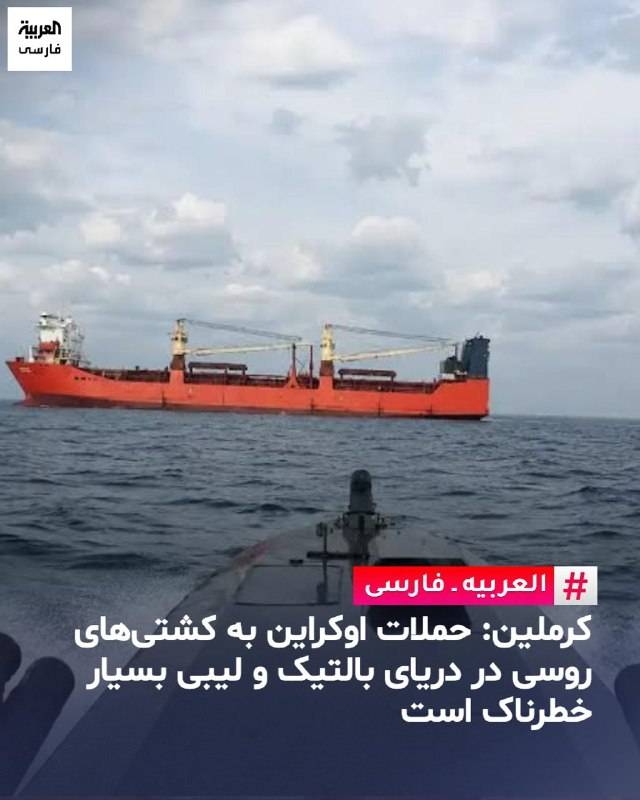 العربية
فارسی
# العربیه ـ فارسی
کرملین: حملات اوکراین به کشتی‌های
روسی در دریای بالتیک و لیبی بسیار
خطرناک است